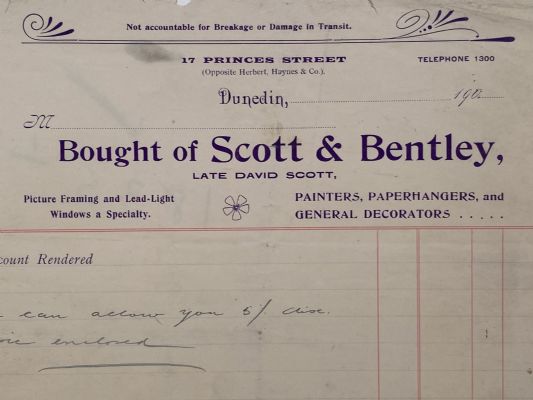 Not accountable for Breakage or Damage in Transit.
17 PRINCES STREET
TELEPHONE 1300
(Opposite Herbert, Haynes & Co.).
Dunedin, 190
M
Bought of Scott & Bentley,
LATE DAVID SCOTT,
Picture Framing and Lead-Light
Windows a Specialty.
PAINTERS, PAPERHANGERS, and
GENERAL DECORATORS . . . . .
count Rendered
can allow you 5% disc.
enclosed